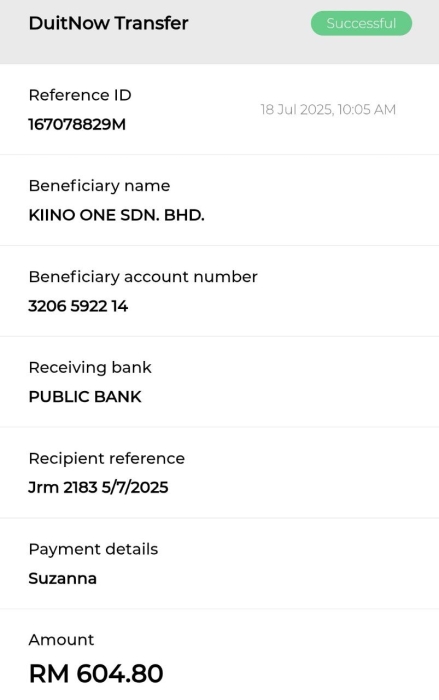 DuitNow Transfer
Successful
Reference ID
18 Jul 2025, 10:05 AM
167078829M
Beneficiary name
KIINO ONE SDN. BHD.
Beneficiary account number
3206 5922 14
Receiving bank
PUBLIC BANK
Recipient reference
Jrm 2183 5/7/2025
Payment details
Suzanna
Amount
RM 604.80